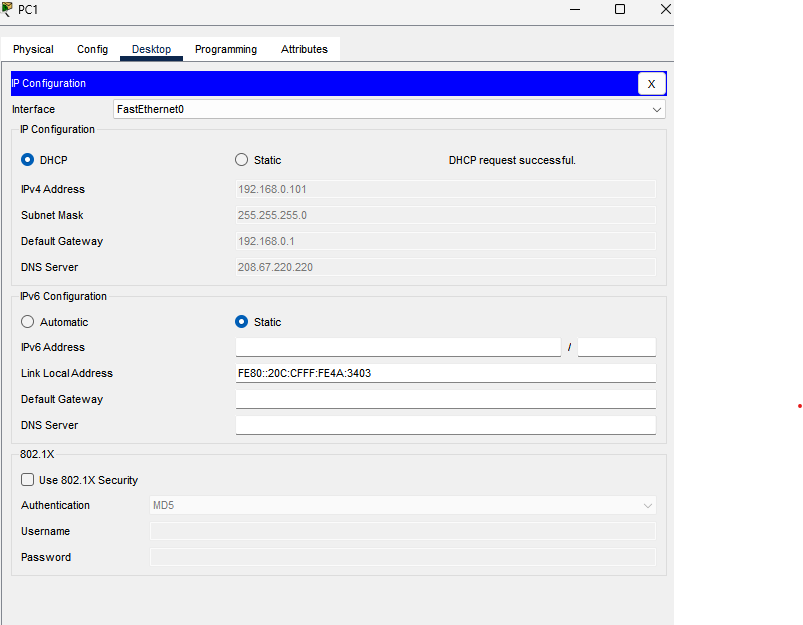 PC1
Physical Config Desktop Programming Attributes
IP Configuration X
Interface FastEthernet0
IP Configuration
DHCP Static DHCP request successful.
IPv4 Address 192.168.0.101
Subnet Mask 255.255.255.0
Default Gateway 192.168.0.1
DNS Server 208.67.220.220
IPv6 Configuration
Automatic Static
IPv6 Address /
Link Local Address FE80::20C:CFFF:FE4A:3403
Default Gateway
DNS Server
802.1X
Use 802.1X Security
Authentication MD5
Username
Password